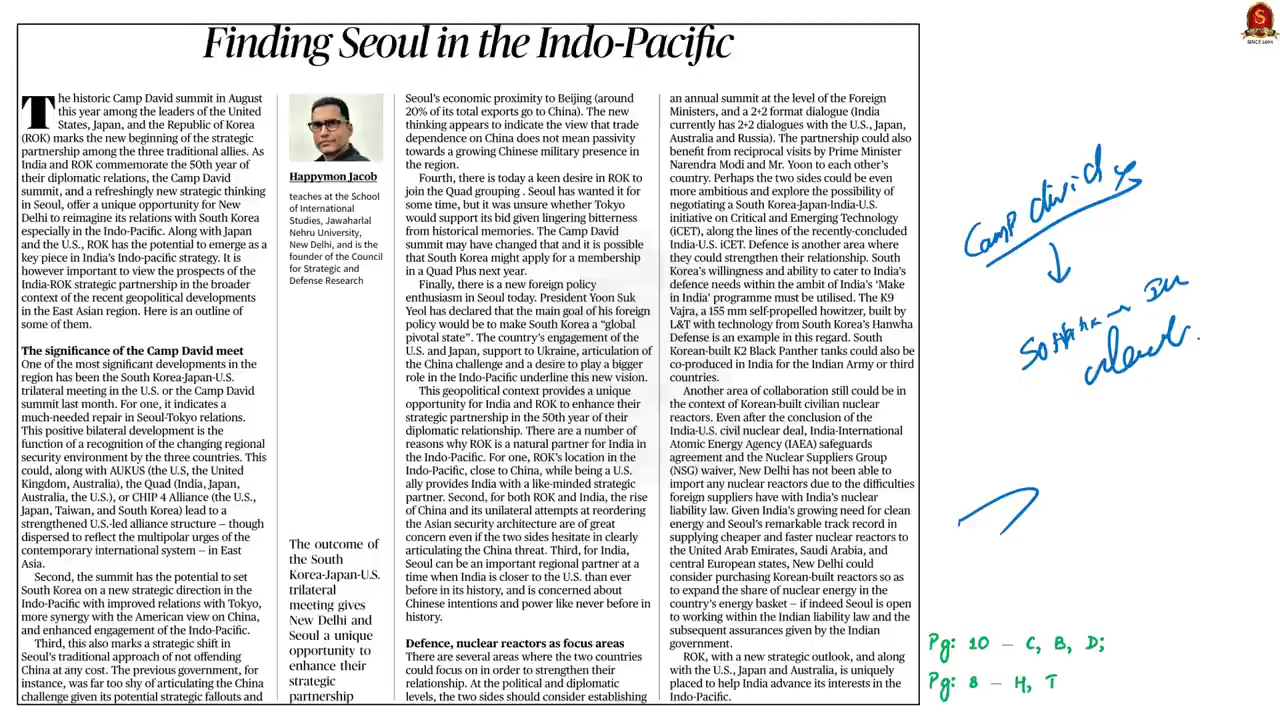 Finding Seoul in the Indo-Pacific
SINCE 2014
The historic Camp David summit in August
this year among the leaders of the United
States, Japan, and the Republic of Korea
(ROK) marks the new beginning of the strategic
partnership among the three traditional allies. As
India and ROK commemorate the 50th year of
their diplomatic relations, the Camp David
summit, and a refreshingly new strategic thinking
in Seoul, offer a unique opportunity for New
Delhi to reimagine its relations with South Korea
especially in the Indo-Pacific. Along with Japan
and the U.S., ROK has the potential to emerge as a
key piece in India's Indo-pacific strategy. It is
however important to view the prospects of the
India-ROK strategic partnership in the broader
context of the recent geopolitical developments
in the East Asian region. Here is an outline of
some of them.
The significance of the Camp David meet
One of the most significant developments in the
region has been the South Korea-Japan-U.S.
trilateral meeting in the U.S. or the Camp David
summit last month. For one, it indicates a
much-needed repair in Seoul-Tokyo relations.
This positive bilateral development is the
function of a recognition of the changing regional
security environment by the three countries. This
could, along with AUKUS (the U.S, the United
Kingdom, Australia), the Quad (India, Japan,
Australia, the U.S.), or CHIP 4 Alliance (the U.S.,
Japan, Taiwan, and South Korea) lead to a
strengthened U.S.-led alliance structure — though
dispersed to reflect the multipolar urges of the
contemporary international system — in East
Asia.
Second, the summit has the potential to set
South Korea on a new strategic direction in the
Indo-Pacific with improved relations with Tokyo,
more synergy with the American view on China,
and enhanced engagement of the Indo-Pacific.
Third, this also marks a strategic shift in
Seoul's traditional approach of not offending
China at any cost. The previous government, for
instance, was far too shy of articulating the China
challenge given its potential strategic fallouts and
Happymon Jacob
teaches at the School
of International
Studies, Jawaharlal
Nehru University,
New Delhi, and is the
founder of the Council
for Strategic and
Defense Research
The outcome of
the South
Korea-Japan-U.S.
trilateral
meeting gives
New Delhi and
Seoul a unique
opportunity to
enhance their
strategic
partnership
Seoul's economic proximity to Beijing (around
20% of its total exports go to China). The new
thinking appears to indicate the view that trade
dependence on China does not mean passivity
towards a growing Chinese military presence in
the region.
Fourth, there is today a keen desire in ROK to
join the Quad grouping . Seoul has wanted it for
some time, but it was unsure whether Tokyo
would support its bid given lingering bitterness
from historical memories. The Camp David
summit may have changed that and it is possible
that South Korea might apply for a membership
in a Quad Plus next year.
Finally, there is a new foreign policy
enthusiasm in Seoul today. President Yoon Suk
Yeol has declared that the main goal of his foreign
policy would be to make South Korea a “global
pivotal state”. The country's engagement of the
U.S. and Japan, support to Ukraine, articulation of
the China challenge and a desire to play a bigger
role in the Indo-Pacific underline this new vision.
This geopolitical context provides a unique
opportunity for India and ROK to enhance their
strategic partnership in the 50th year of their
diplomatic relationship. There are a number of
reasons why ROK is a natural partner for India in
the Indo-Pacific. For one, ROK's location in the
Indo-Pacific, close to China, while being a U.S.
ally provides India with a like-minded strategic
partner. Second, for both ROK and India, the rise
of China and its unilateral attempts at reordering
the Asian security architecture are of great
concern even if the two sides hesitate in clearly
articulating the China threat. Third, for India,
Seoul can be an important regional partner at a
time when India is closer to the U.S. than ever
before in its history, and is concerned about
Chinese intentions and power like never before in
history.
Defence, nuclear reactors as focus areas
There are several areas where the two countries
could focus on in order to strengthen their
relationship. At the political and diplomatic
levels, the two sides should consider establishing
an annual summit at the level of the Foreign
Ministers, and a 2+2 format dialogue (India
currently has 2+2 dialogues with the U.S., Japan,
Australia and Russia). The partnership could also
benefit from reciprocal visits by Prime Minister
Narendra Modi and Mr. Yoon to each other's
country. Perhaps the two sides could be even
more ambitious and explore the possibility of
negotiating a South Korea-Japan-India-U.S.
initiative on Critical and Emerging Technology
(iCET), along the lines of the recently-concluded
India-U.S. iCET. Defence is another area where
they could strengthen their relationship. South
Korea's willingness and ability to cater to India's
defence needs within the ambit of India's ‘Make
in India’ programme must be utilised. The K9
Vajra, a 155 mm self-propelled howitzer, built by
L&T with technology from South Korea's Hanwha
Defense is an example in this regard. South
Korean-built K2 Black Panther tanks could also be
co-produced in India for the Indian Army or third
countries.
Another area of collaboration still could be in
the context of Korean-built civilian nuclear
reactors. Even after the conclusion of the
India-U.S. civil nuclear deal, India-International
Atomic Energy Agency (IAEA) safeguards
agreement and the Nuclear Suppliers Group
(NSG) waiver, New Delhi has not been able to
import any nuclear reactors due to the difficulties
foreign suppliers have with India's nuclear
liability law. Given India's growing need for clean
energy and Seoul's remarkable track record in
supplying cheaper and faster nuclear reactors to
the United Arab Emirates, Saudi Arabia, and
central European states, New Delhi could
consider purchasing Korean-built reactors so as
to expand the share of nuclear energy in the
country's energy basket — if indeed Seoul is open
to working within the Indian liability law and the
subsequent assurances given by the Indian
government.
ROK, with a new strategic outlook, and along
with the U.S., Japan and Australia, is uniquely
placed to help India advance its interests in the
Indo-Pacific.
Camp
Pg: 10 – C, B, D;
Pg: 8 – H, T